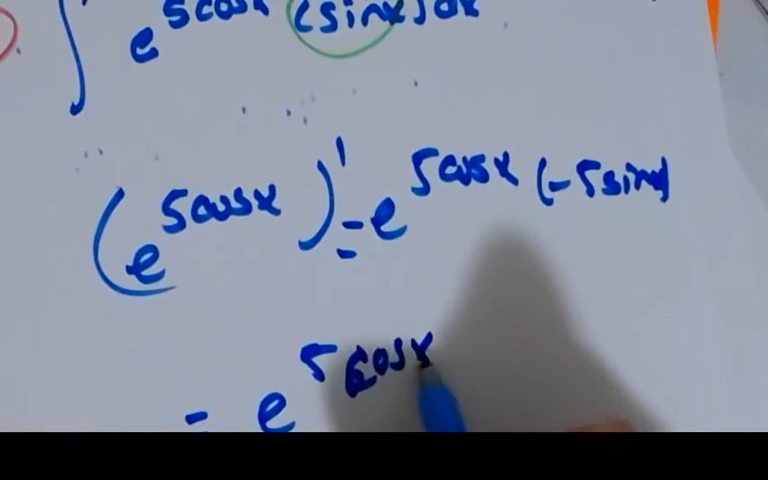 ∫ e^5cosx (sinx) dx
(e^5cosx)' = e^5cosx (-5sinx)
= e^5cosx